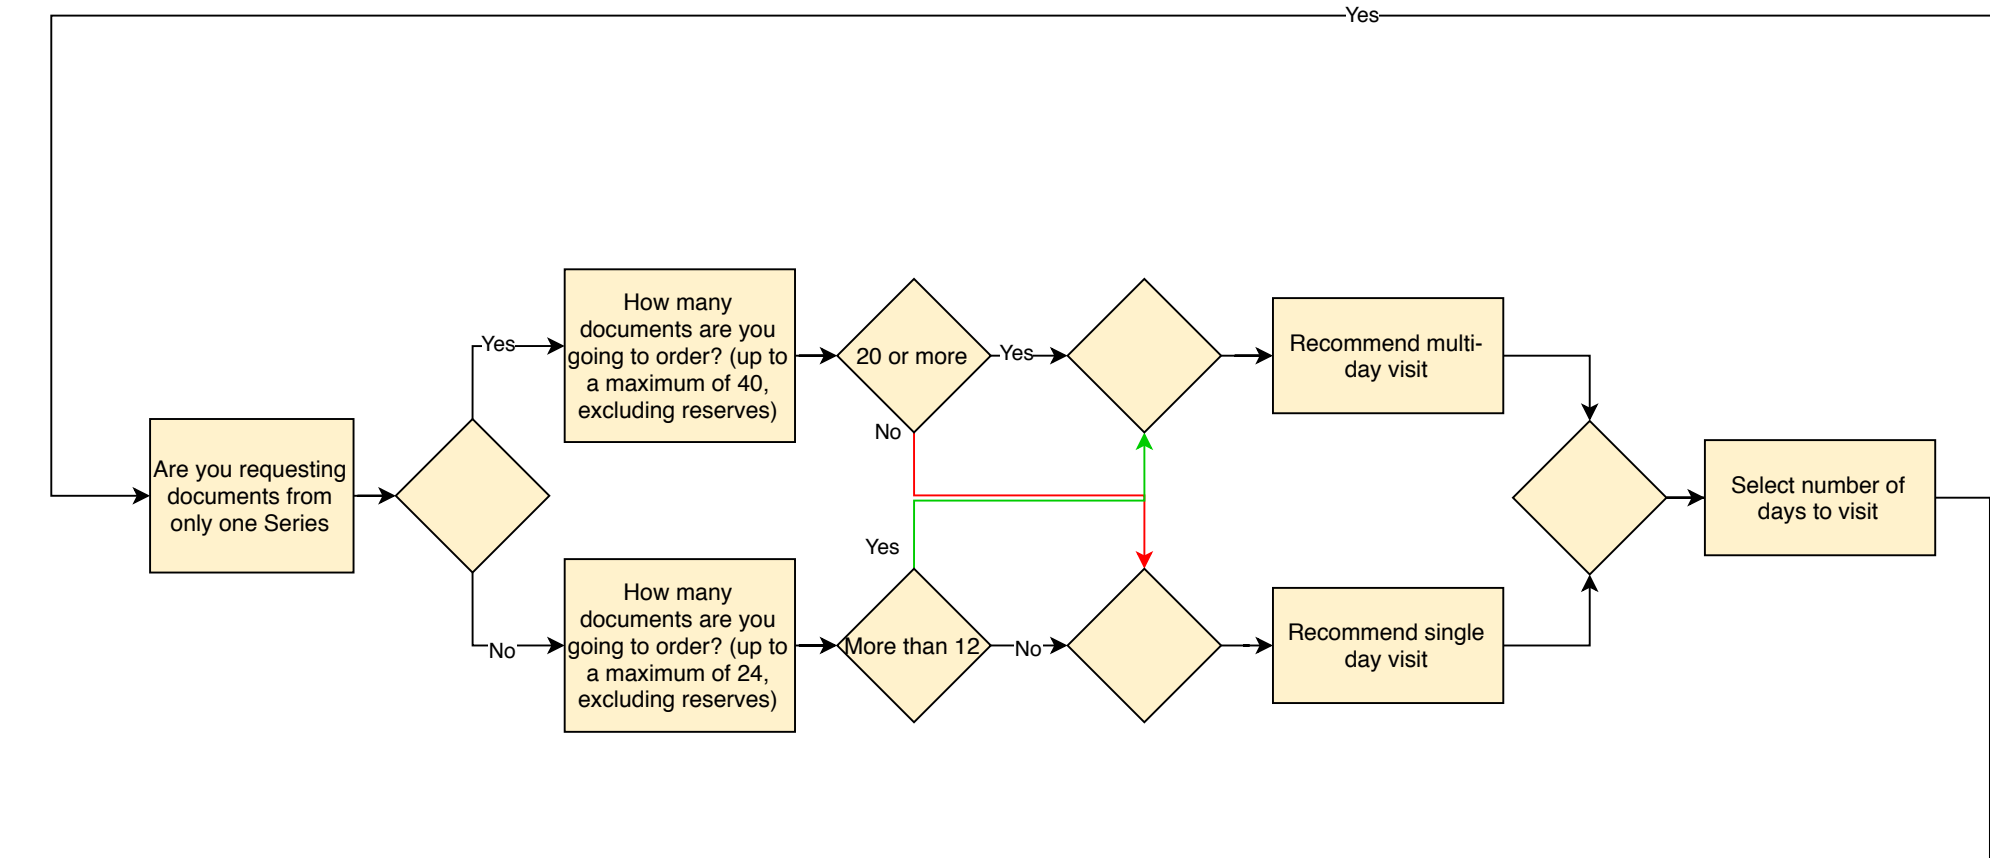 Yes
How many
documents are you
going to order? (up to
a maximum of 40,
excluding reserves)
Yes
20 or more
Yes
Recommend multi-
day visit
No
Are you requesting
documents from
only one Series
Select number of
days to visit
Yes
How many
documents are you
going to order? (up to
a maximum of 24,
excluding reserves)
No
More than 12
No
Recommend single
day visit